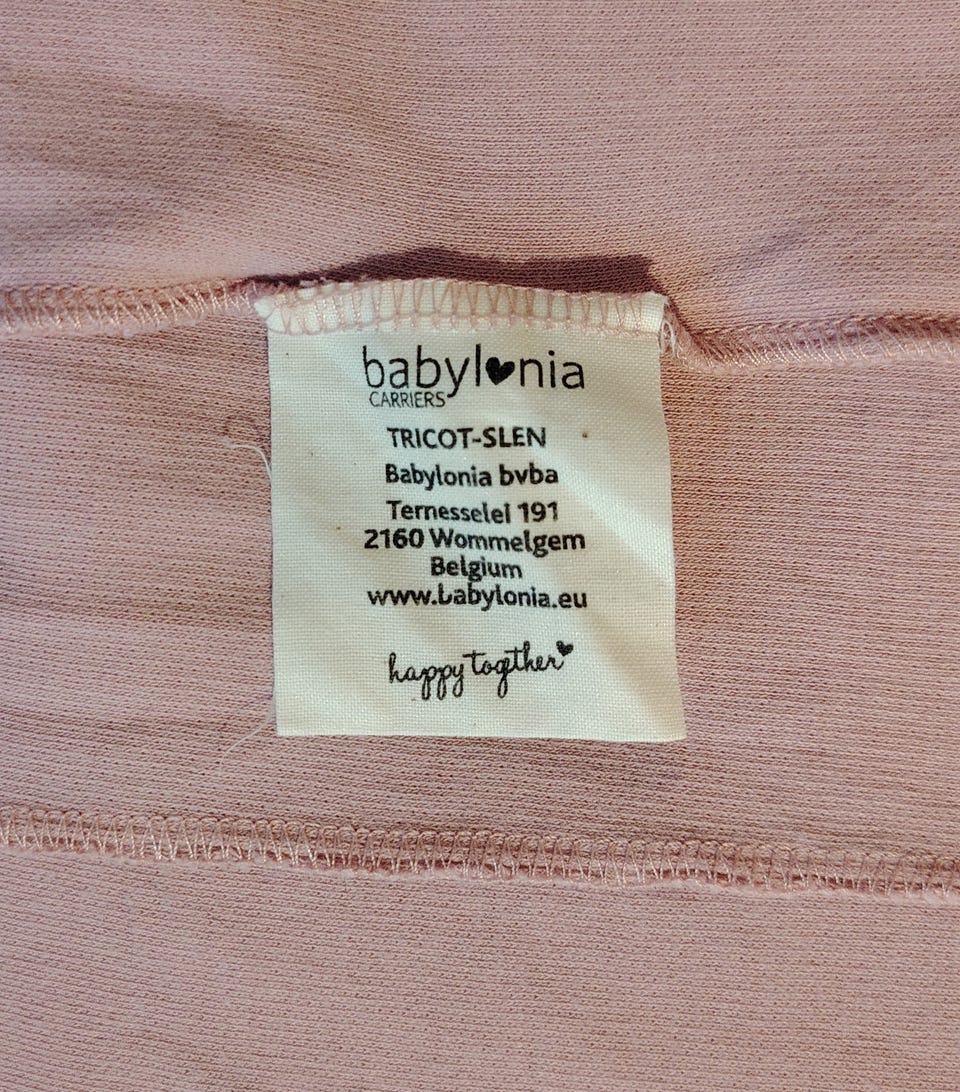 babylonia
CARRIERS
TRICOT-SLEN
Babylonia bvba
Ternesselei 191
2160 Wommelgem
Belgium
www.babylonia.eu
happy together